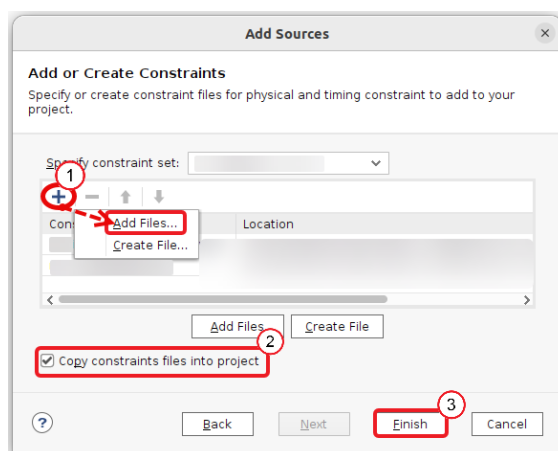 Add Sources
Add or Create Constraints
Specify or create constraint files for physical and timing constraint to add to your
project.
Specify constraint set:
1
Add Files...
Location
Create File...
Add Files
Create File
2
Copy constraints files into project
3
?
Back
Next
Finish
Cancel